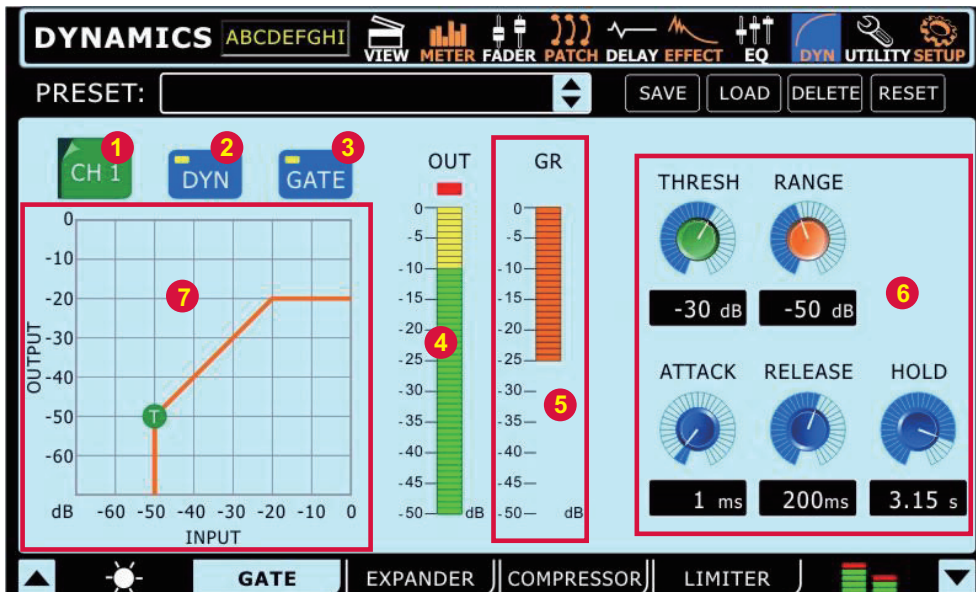 DYNAMICS ABCDEFGHI VIEW METER FADER PATCH DELAY EFFECT EQ DYN UTILITY SETUP
PRESET: SAVE LOAD DELETE RESET
1 2 3
CH 1 DYN GATE
OUT GR
THRESH RANGE
0 -10 -20 -30 -40 -50 -60
OUTPUT
dB -60 -50 -40 -30 -20 -10 0
INPUT
7
T
0 -5 -10 -15 -20 -25 -30 -35 -40 -45 -50 dB
4
0 -5 -10 -15 -20 -25 -30 -35 -40 -45 -50 dB
5
6
-30 dB -50 dB
ATTACK RELEASE HOLD
1 ms 200ms 3.15 s
GATE EXPANDER COMPRESSOR LIMITER